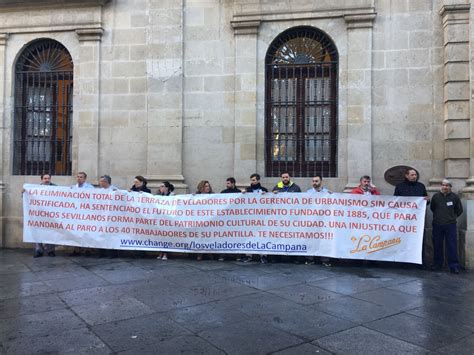 LA ELIMINACIÓN TOTAL DE LA TERRAZA DE VELADORES POR LA GERENCIA DE URBANISMO SIN CAUSA
JUSTIFICADA, HA SENTENCIADO EL FUTURO DE ESTE ESTABLECIMIENTO FUNDADO EN 1885, QUE PARA
MUCHOS SEVILLANOS FORMA PARTE DEL PATRIMONIO CULTURAL DE SU CIUDAD. UNA INJUSTICIA QUE
MANDARA AL PARO A LOS 40 TRABAJADORES DE SU PLANTILLA. TE NECESITAMOS!!!
La Campana
www.change.org/losveladoresdeLaCampana